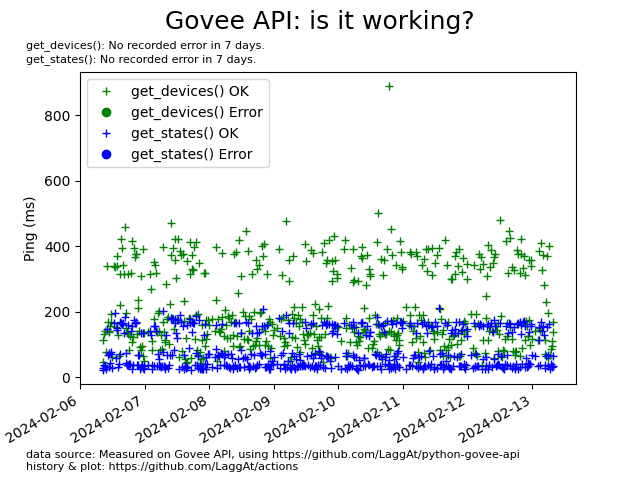 Govee API: is it working?
get_devices(): No recorded error in 7 days.
get_states(): No recorded error in 7 days.
get_devices() OK
get_devices() Error
get_states() OK
get_states() Error
800
600
400
200
0
Ping (ms)
2024-02-06
2024-02-07
2024-02-08
2024-02-09
2024-02-10
2024-02-11
2024-02-12
2024-02-13
data source: Measured on Govee API, using https://github.com/LaggAt/python-govee-api
history & plot: https://github.com/LaggAt/actions